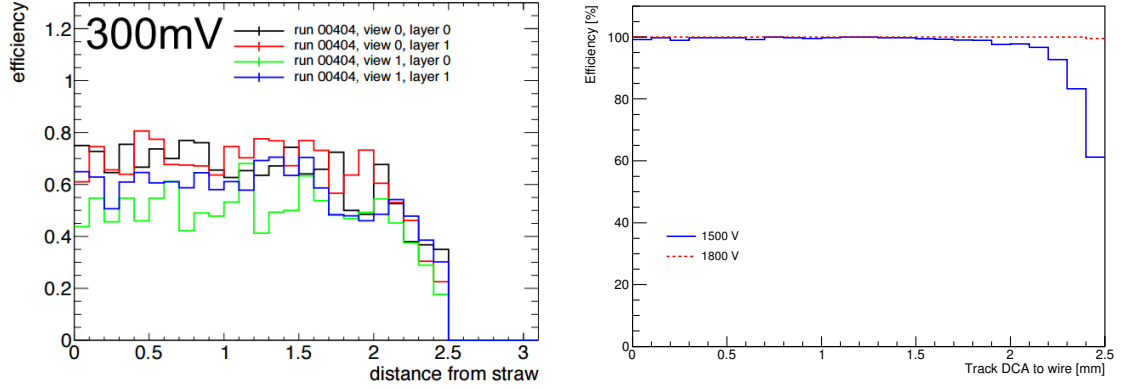 300mV
run 00404, view 0, layer 0
run 00404, view 0, layer 1
run 00404, view 1, layer 0
run 00404, view 1, layer 1
efficiency
1.2
1
0.8
0.6
0.4
0.2
0
0 0.5 1 1.5 2 2.5 3
distance from straw
Efficiency [%]
100
80
60
40
20
0
1500 V
1800 V
0 0.5 1 1.5 2 2.5
Track DCA to wire [mm]